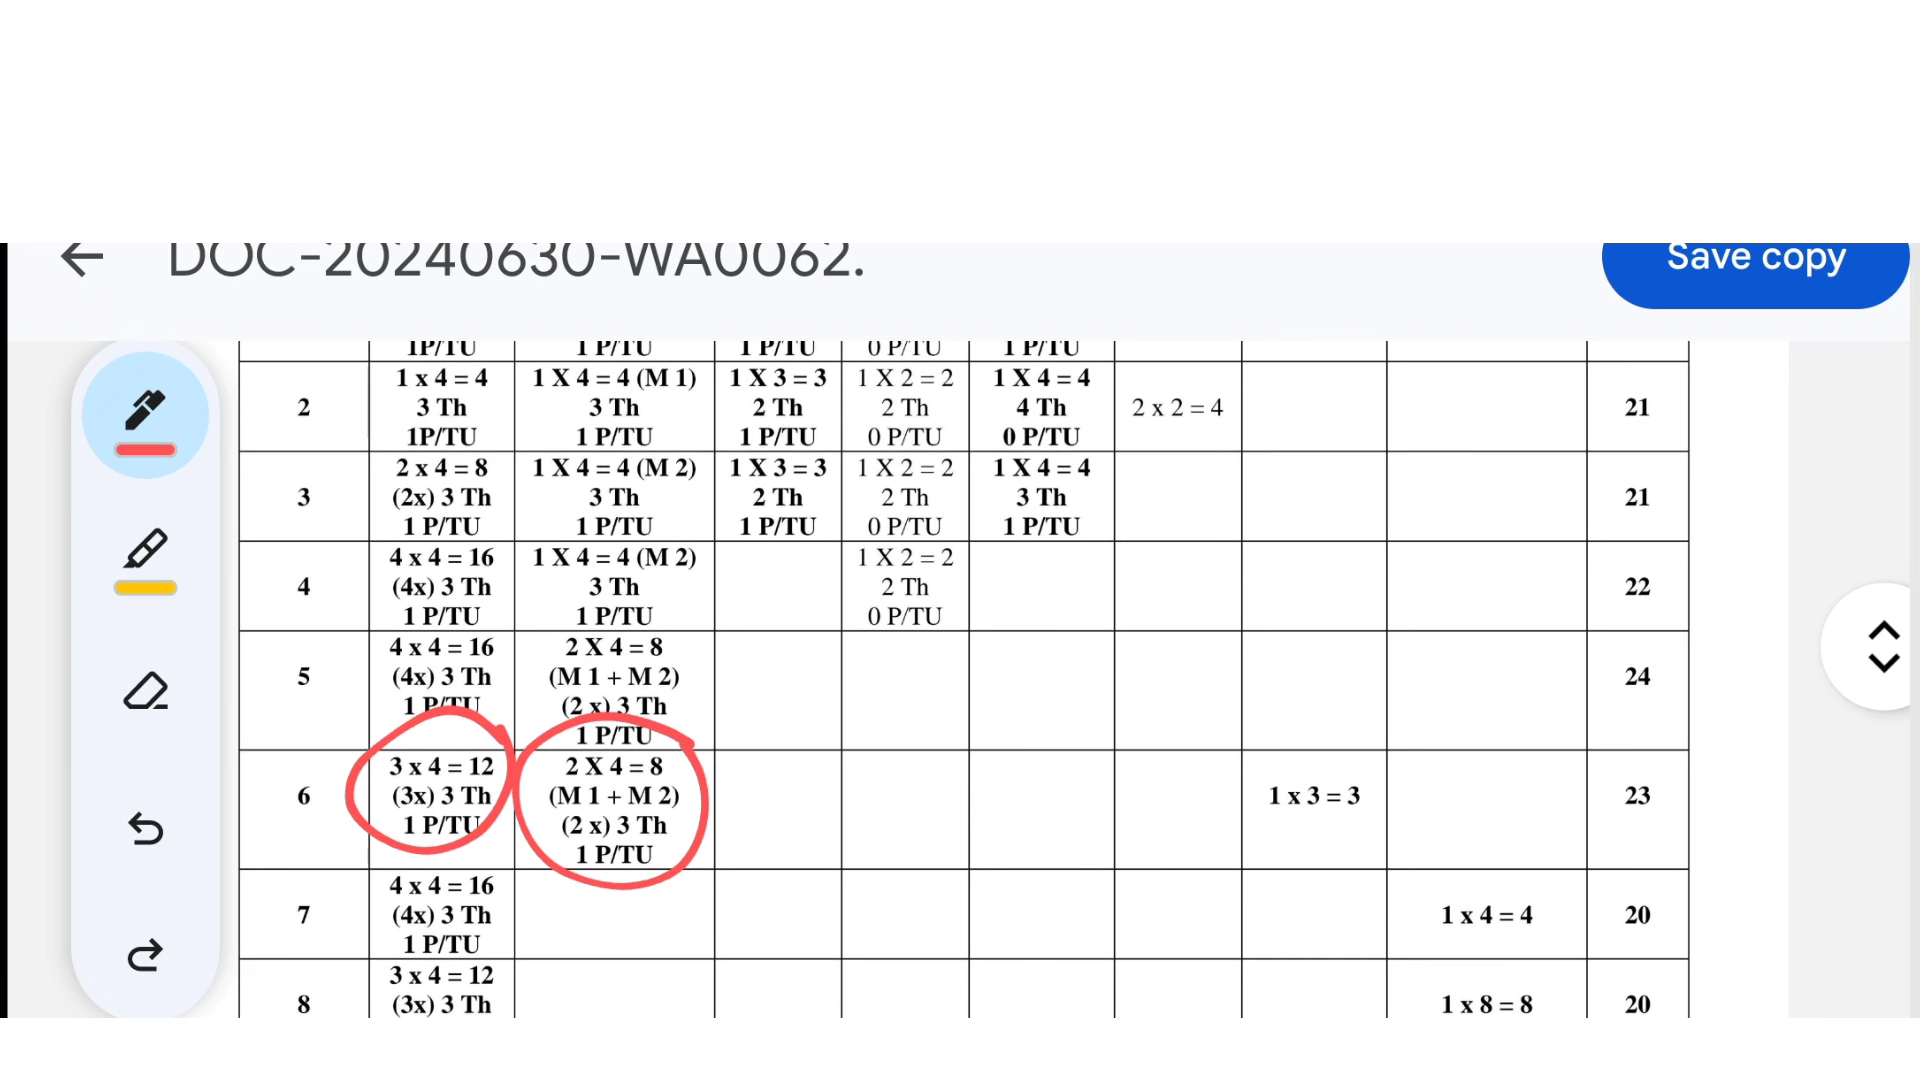 DOC-20240630-WA0062.
Save copy
1P/TU 1 P/TU 1 P/TU 0 P/TU 1 P/TU
2
1 x 4 = 4
3 Th
1P/TU
1 X 4 = 4 (M 1)
3 Th
1 P/TU
1 X 3 = 3
2 Th
1 P/TU
1 X 2 = 2
2 Th
0 P/TU
1 X 4 = 4
4 Th
0 P/TU
2 x 2 = 4
21
3
2 x 4 = 8
(2x) 3 Th
1 P/TU
1 X 4 = 4 (M 2)
3 Th
1 P/TU
1 X 3 = 3
2 Th
1 P/TU
1 X 2 = 2
2 Th
0 P/TU
1 X 4 = 4
3 Th
1 P/TU
21
4
4 x 4 = 16
(4x) 3 Th
1 P/TU
1 X 4 = 4 (M 2)
3 Th
1 P/TU
1 X 2 = 2
2 Th
0 P/TU
22
5
4 x 4 = 16
(4x) 3 Th
1 P/TU
2 X 4 = 8
(M 1 + M 2)
(2 x) 3 Th
1 P/TU
24
6
3 x 4 = 12
(3x) 3 Th
1 P/TU
2 X 4 = 8
(M 1 + M 2)
(2 x) 3 Th
1 P/TU
1 x 3 = 3
23
7
4 x 4 = 16
(4x) 3 Th
1 P/TU
1 x 4 = 4
20
8
3 x 4 = 12
(3x) 3 Th
1 x 8 = 8
20